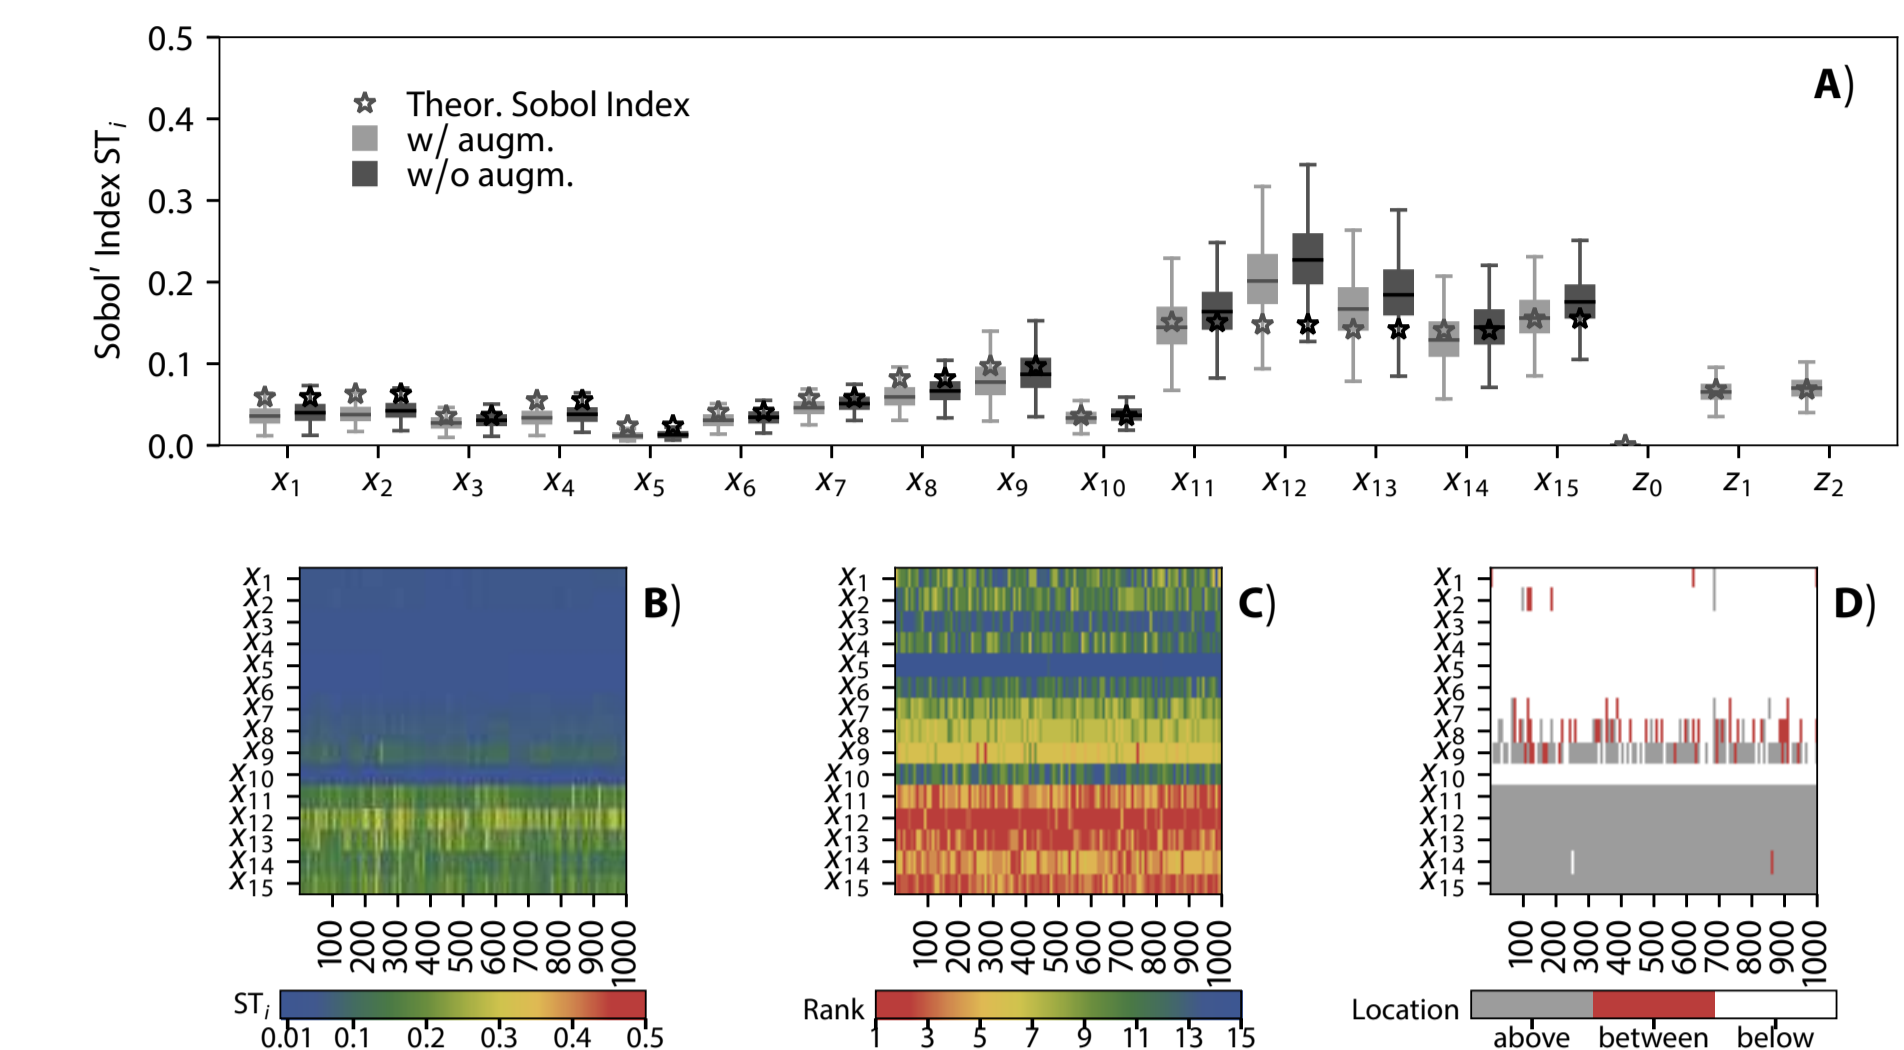 A)
Sobol′ Index STi
0.5
0.4
0.3
0.2
0.1
0.0
Theor. Sobol Index
w/ augm.
w/o augm.
x1 x2 x3 x4 x5 x6 x7 x8 x9 x10 x11 x12 x13 x14 x15 z0 z1 z2
B)
x1
x2
x3
x4
x5
x6
x7
x8
x9
x10
x11
x12
x13
x14
x15
100 200 300 400 500 600 700 800 900 1000
STi
0.01 0.1 0.2 0.3 0.4 0.5
C)
x1
x2
x3
x4
x5
x6
x7
x8
x9
x10
x11
x12
x13
x14
x15
100 200 300 400 500 600 700 800 900 1000
Rank
1 3 5 7 9 11 13 15
D)
x1
x2
x3
x4
x5
x6
x7
x8
x9
x10
x11
x12
x13
x14
x15
100 200 300 400 500 600 700 800 900 1000
Location
above between below